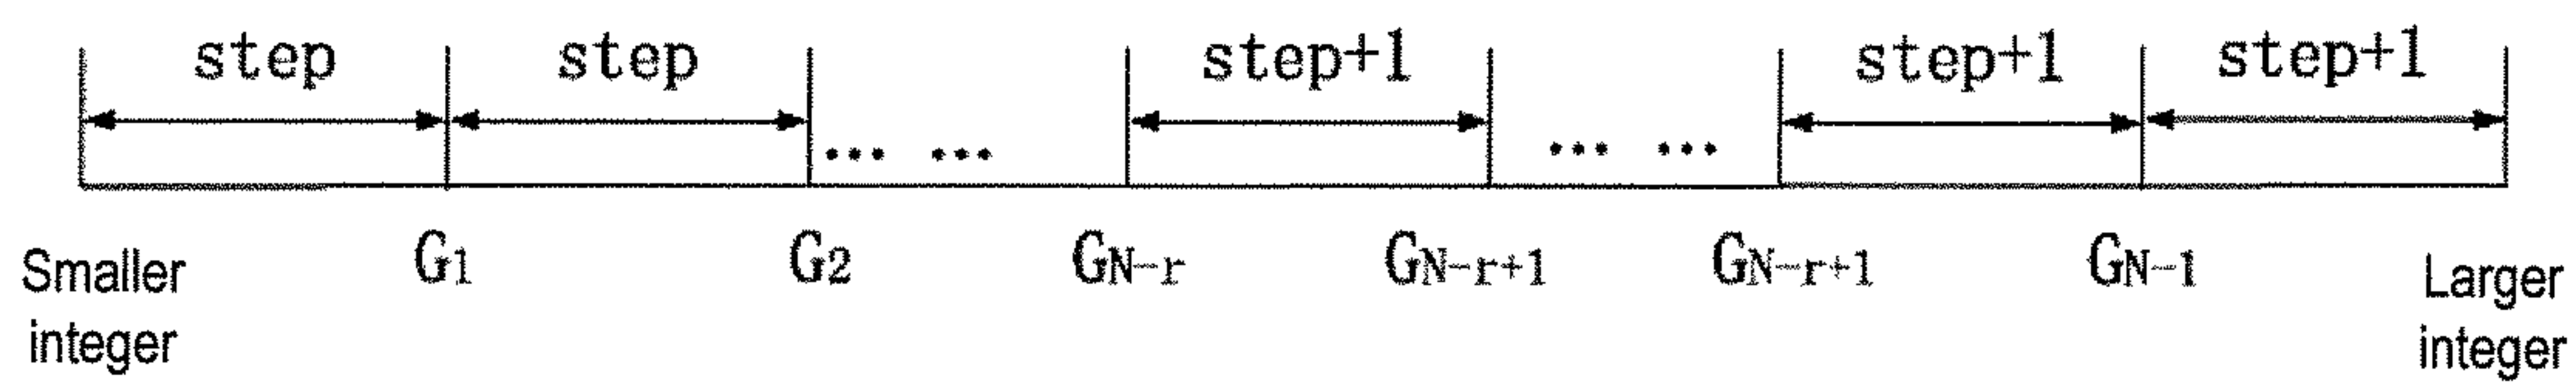 step step step+1 step+1 step+1
... ... ... ...
G1 G2 GN-r GN-r+1 GN-r+1 GN-1
Smaller
integer
Larger
integer